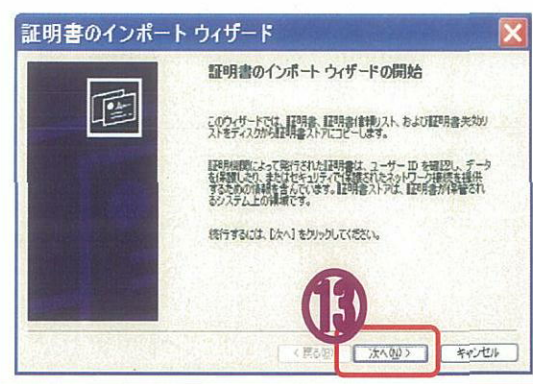 証明書のインポート ウィザード
証明書のインポート ウィザードの開始
このウィザードでは、証明書、証明書信頼リスト、および証明書失効リ
ストをディスクから証明書ストアにコピーします。
証明機関によって発行された証明書は、ユーザー ID を確認し、データ
を保護したり、またはセキュリティで保護されたネットワーク接続を提供
するための情報を含んでいます。証明書ストアは、証明書が保管され
るシステム上の領域です。
続行するには、[次へ] をクリックしてください。
13
< 戻る(B)
次へ(N) >
キャンセル